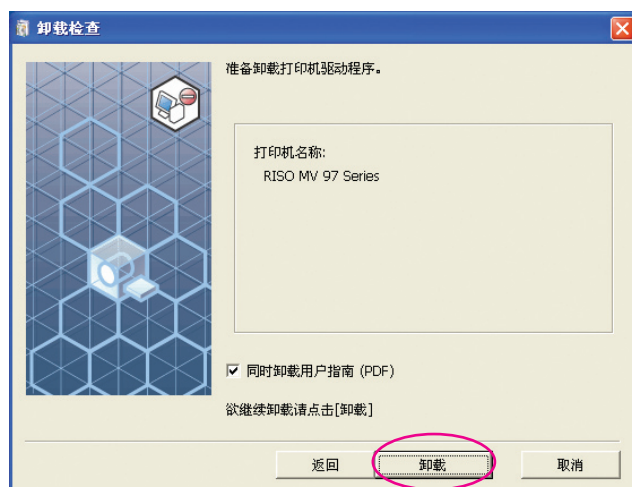 卸载检查
准备卸载打印机驱动程序。
打印机名称:
RISO MV 97 Series
同时卸载用户指南 (PDF)
欲继续卸载请点击[卸载]
返回
卸载
取消